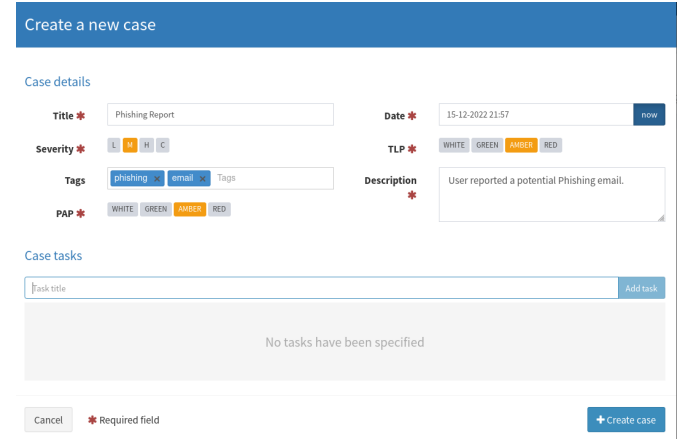 Create a new case
Case details
Title *
Phishing Report
Date *
15-12-2022 21:57
now
Severity *
L M H C
TLP *
WHITE GREEN AMBER RED
Tags
phishing × email × Tags
Description *
User reported a potential Phishing email.
PAP *
WHITE GREEN AMBER RED
Case tasks
Task title
Add task
No tasks have been specified
Cancel
* Required field
+ Create case